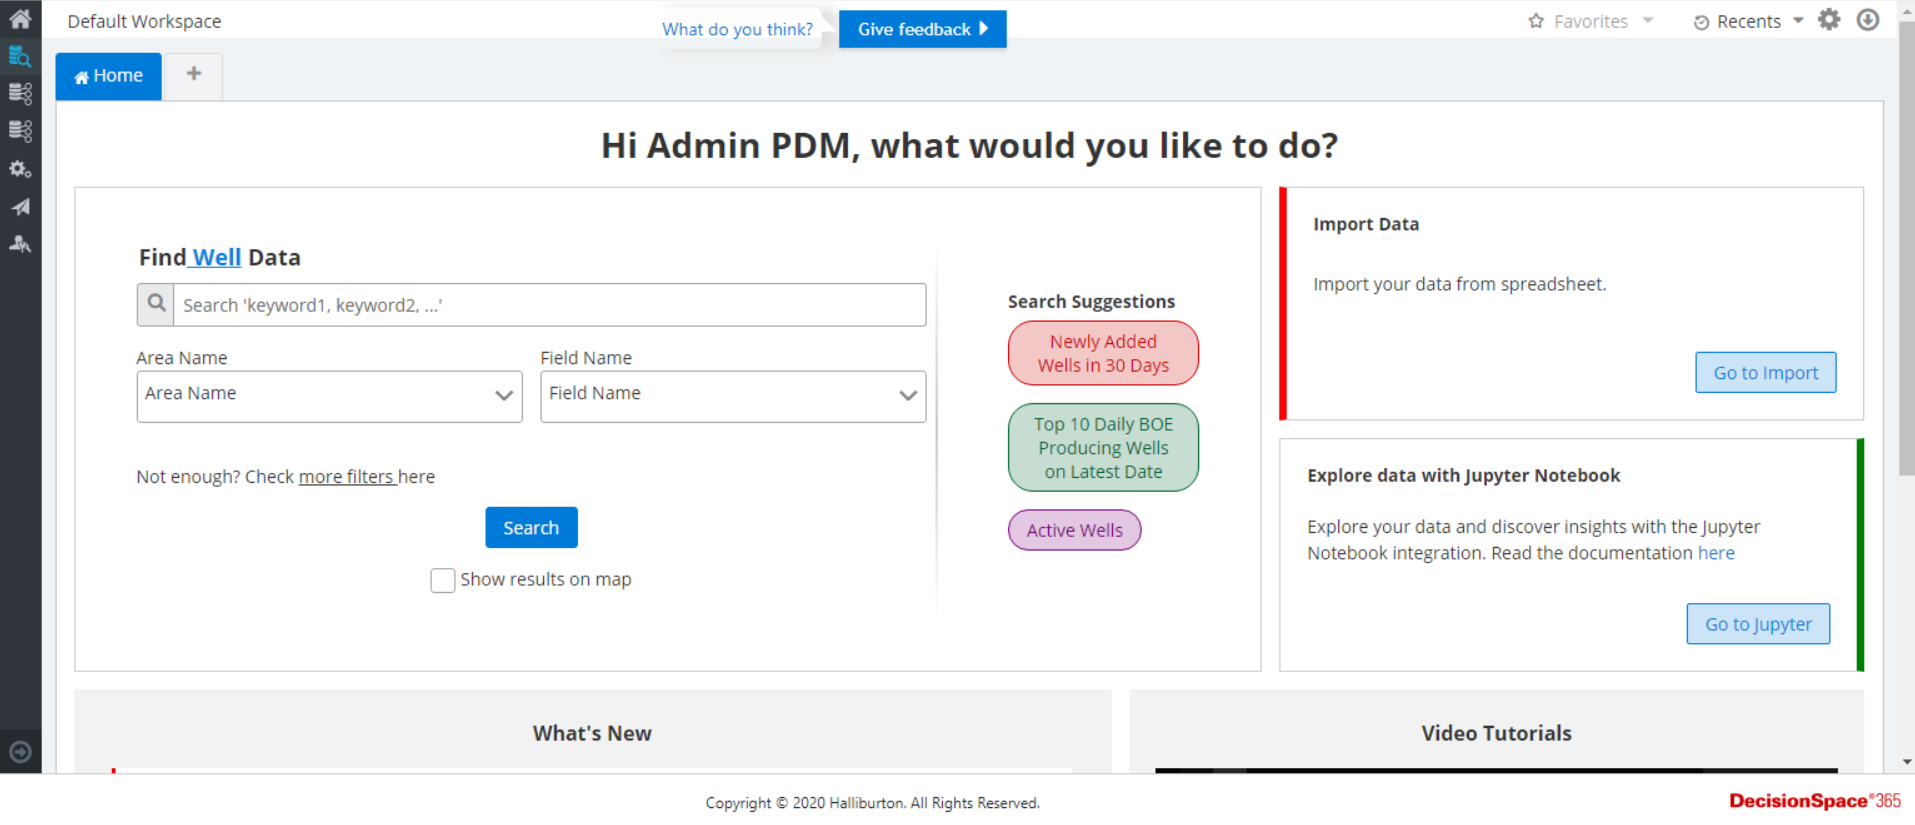 Default Workspace
What do you think?
Give feedback
Favorites
Recents
Home
+
Hi Admin PDM, what would you like to do?
Find Well Data
Search 'keyword1, keyword2, ...'
Area Name
Field Name
Area Name
Field Name
Not enough? Check more filters here
Search
Show results on map
Search Suggestions
Newly Added
Wells in 30 Days
Top 10 Daily BOE
Producing Wells
on Latest Date
Active Wells
Import Data
Import your data from spreadsheet.
Go to Import
Explore data with Jupyter Notebook
Explore your data and discover insights with the Jupyter
Notebook integration. Read the documentation here
Go to Jupyter
What's New
Video Tutorials
Copyright © 2020 Halliburton. All Rights Reserved.
DecisionSpace®365